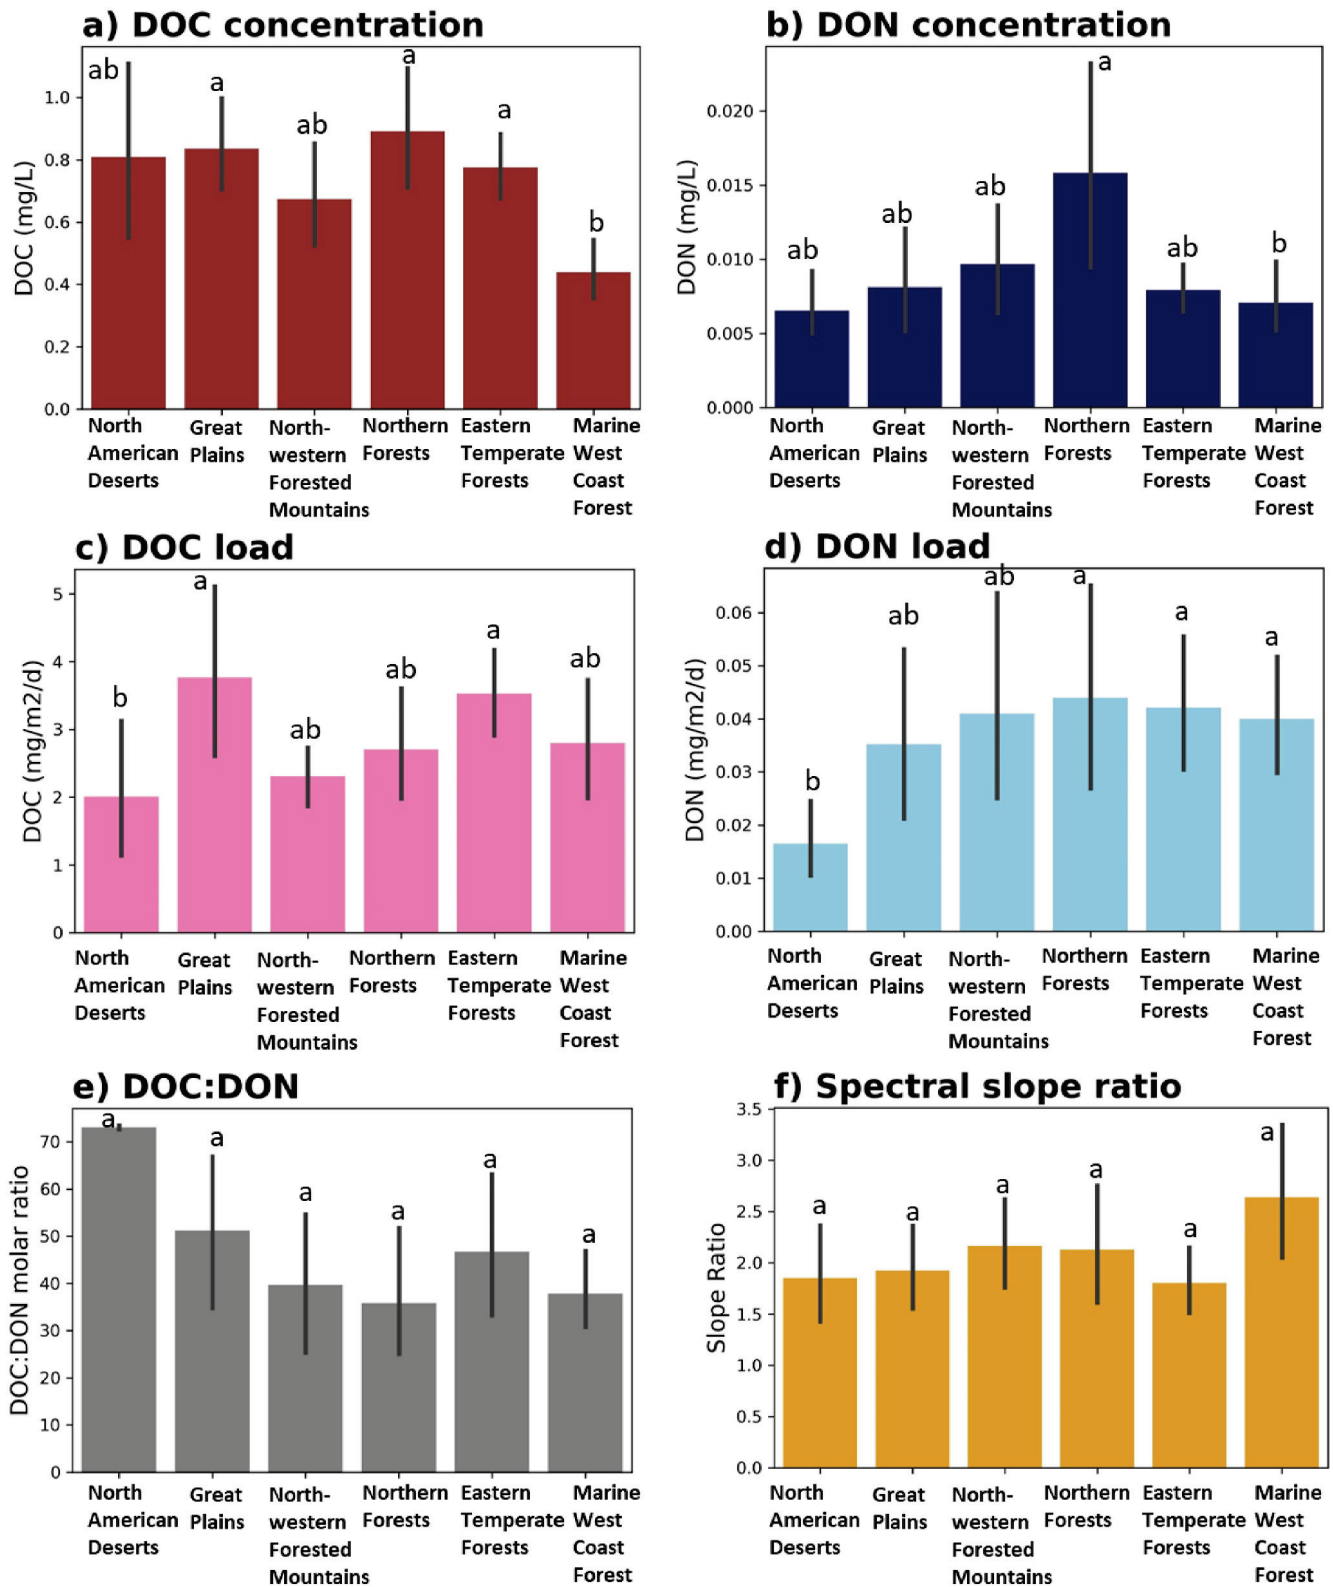 a) DOC concentration
DOC (mg/L)
1.0
0.8
0.6
0.4
0.2
0.0
ab
a
ab
a
a
b
North American Deserts
Great Plains
North-western Forested Mountains
Northern Forests
Eastern Temperate Forests
Marine West Coast Forest
b) DON concentration
DON (mg/L)
0.020
0.015
0.010
0.005
0.000
ab
ab
ab
a
ab
b
North American Deserts
Great Plains
North-western Forested Mountains
Northern Forests
Eastern Temperate Forests
Marine West Coast Forest
c) DOC load
DOC (mg/m2/d)
5
4
3
2
1
0
b
a
ab
ab
a
ab
North American Deserts
Great Plains
North-western Forested Mountains
Northern Forests
Eastern Temperate Forests
Marine West Coast Forest
d) DON load
DON (mg/m2/d)
0.06
0.05
0.04
0.03
0.02
0.01
0.00
b
ab
ab
a
a
a
North American Deserts
Great Plains
North-western Forested Mountains
Northern Forests
Eastern Temperate Forests
Marine West Coast Forest
e) DOC:DON
DOC:DON molar ratio
70
60
50
40
30
20
10
0
a
a
a
a
a
a
North American Deserts
Great Plains
North-western Forested Mountains
Northern Forests
Eastern Temperate Forests
Marine West Coast Forest
f) Spectral slope ratio
Slope Ratio
3.5
3.0
2.5
2.0
1.5
1.0
0.5
0.0
a
a
a
a
a
a
North American Deserts
Great Plains
North-western Forested Mountains
Northern Forests
Eastern Temperate Forests
Marine West Coast Forest